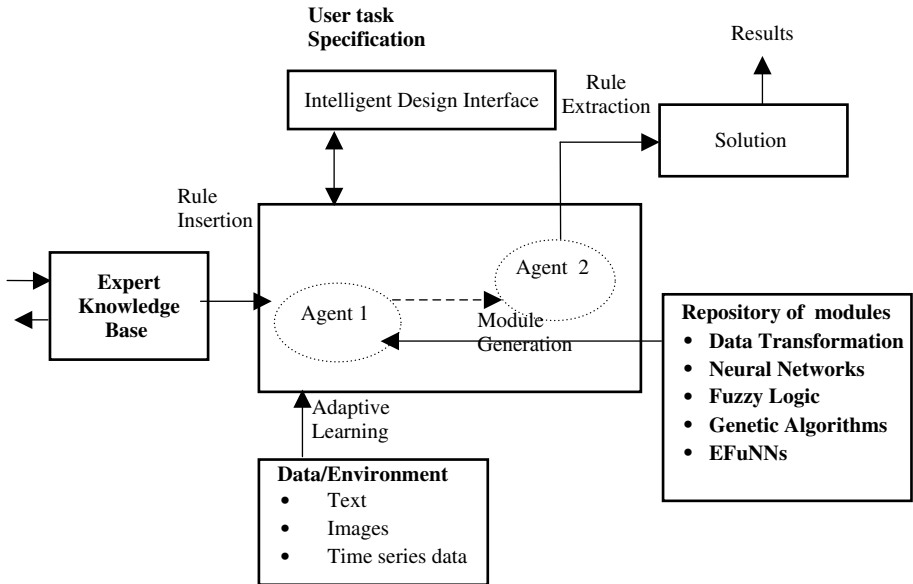 User task
Specification
Results
Intelligent Design Interface
Rule
Extraction
Solution
Rule
Insertion
Expert
Knowledge
Base
Agent 1
Agent 2
Module
Generation
Repository of modules
• Data Transformation
• Neural Networks
• Fuzzy Logic
• Genetic Algorithms
• EFuNNs
Adaptive
Learning
Data/Environment
• Text
• Images
• Time series data